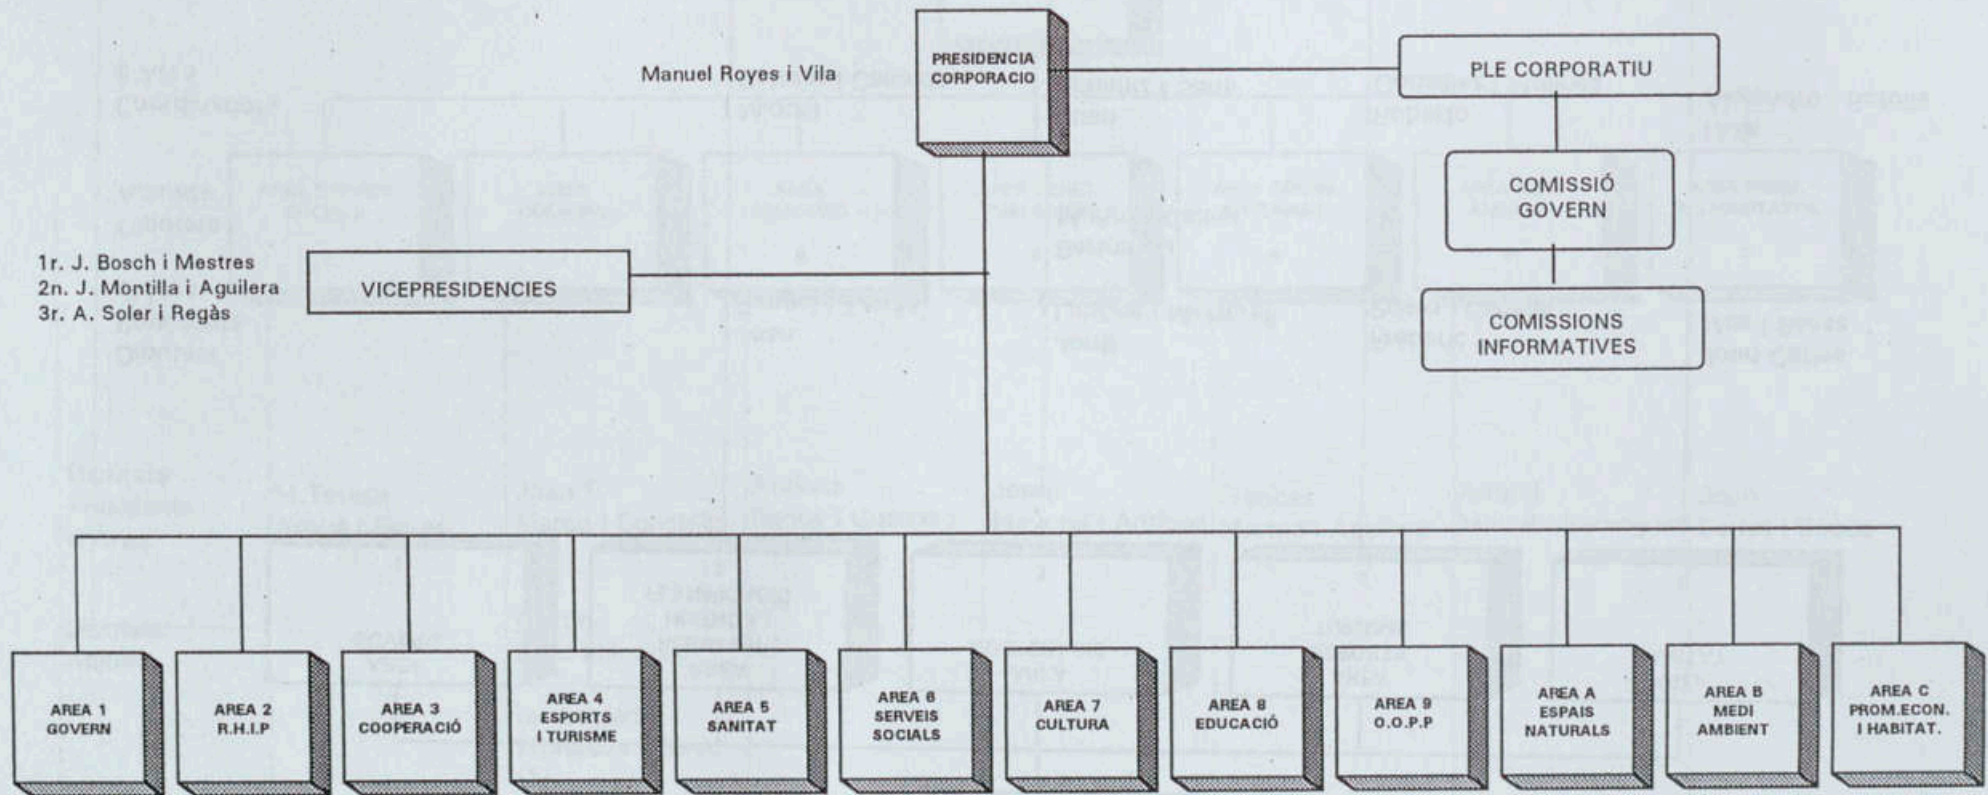 Manuel Royes i Vila
PRESIDENCIA
CORPORACIO
PLE CORPORATIU
COMISSIÓ
GOVERN
COMISSIONS
INFORMATIVES
1r. J. Bosch i Mestres
2n. J. Montilla i Aguilera
3r. A. Soler i Regàs
VICEPRESIDENCIES
AREA 1
GOVERN
AREA 2
R.H.I.P
AREA 3
COOPERACIÓ
AREA 4
ESPORTS
I TURISME
AREA 5
SANITAT
AREA 6
SERVEIS
SOCIALS
AREA 7
CULTURA
AREA 8
EDUCACIÓ
AREA 9
O.O.P.P
AREA A
ESPAIS
NATURALS
AREA B
MEDI
AMBIENT
AREA C
PROM.ECON.
I HABITAT.